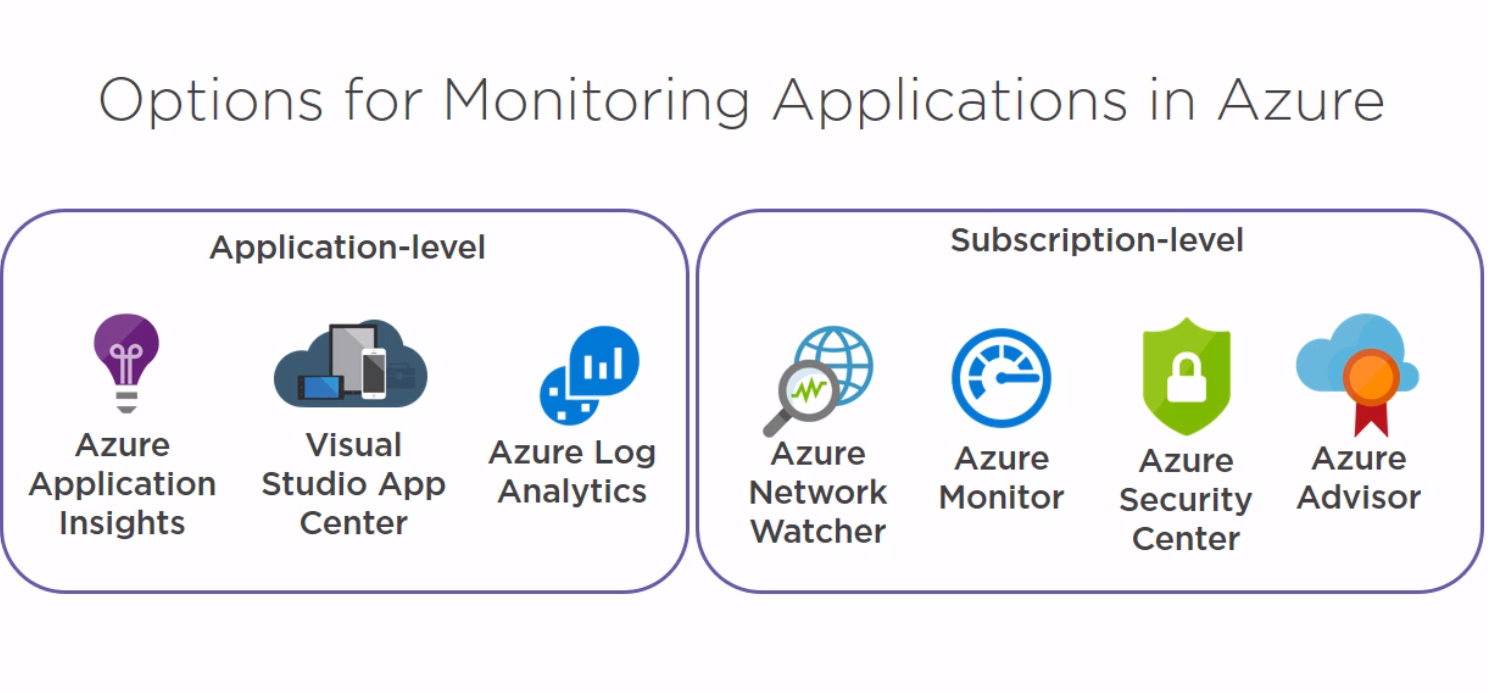 Options for Monitoring Applications in Azure
Application-level
Azure
Application
Insights
Visual
Studio App
Center
Azure Log
Analytics
Subscription-level
Azure
Network
Watcher
Azure
Monitor
Azure
Security
Center
Azure
Advisor